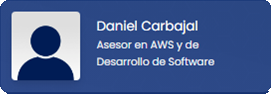 Daniel Carbajal
Asesor en AWS y de
Desarrollo de Software